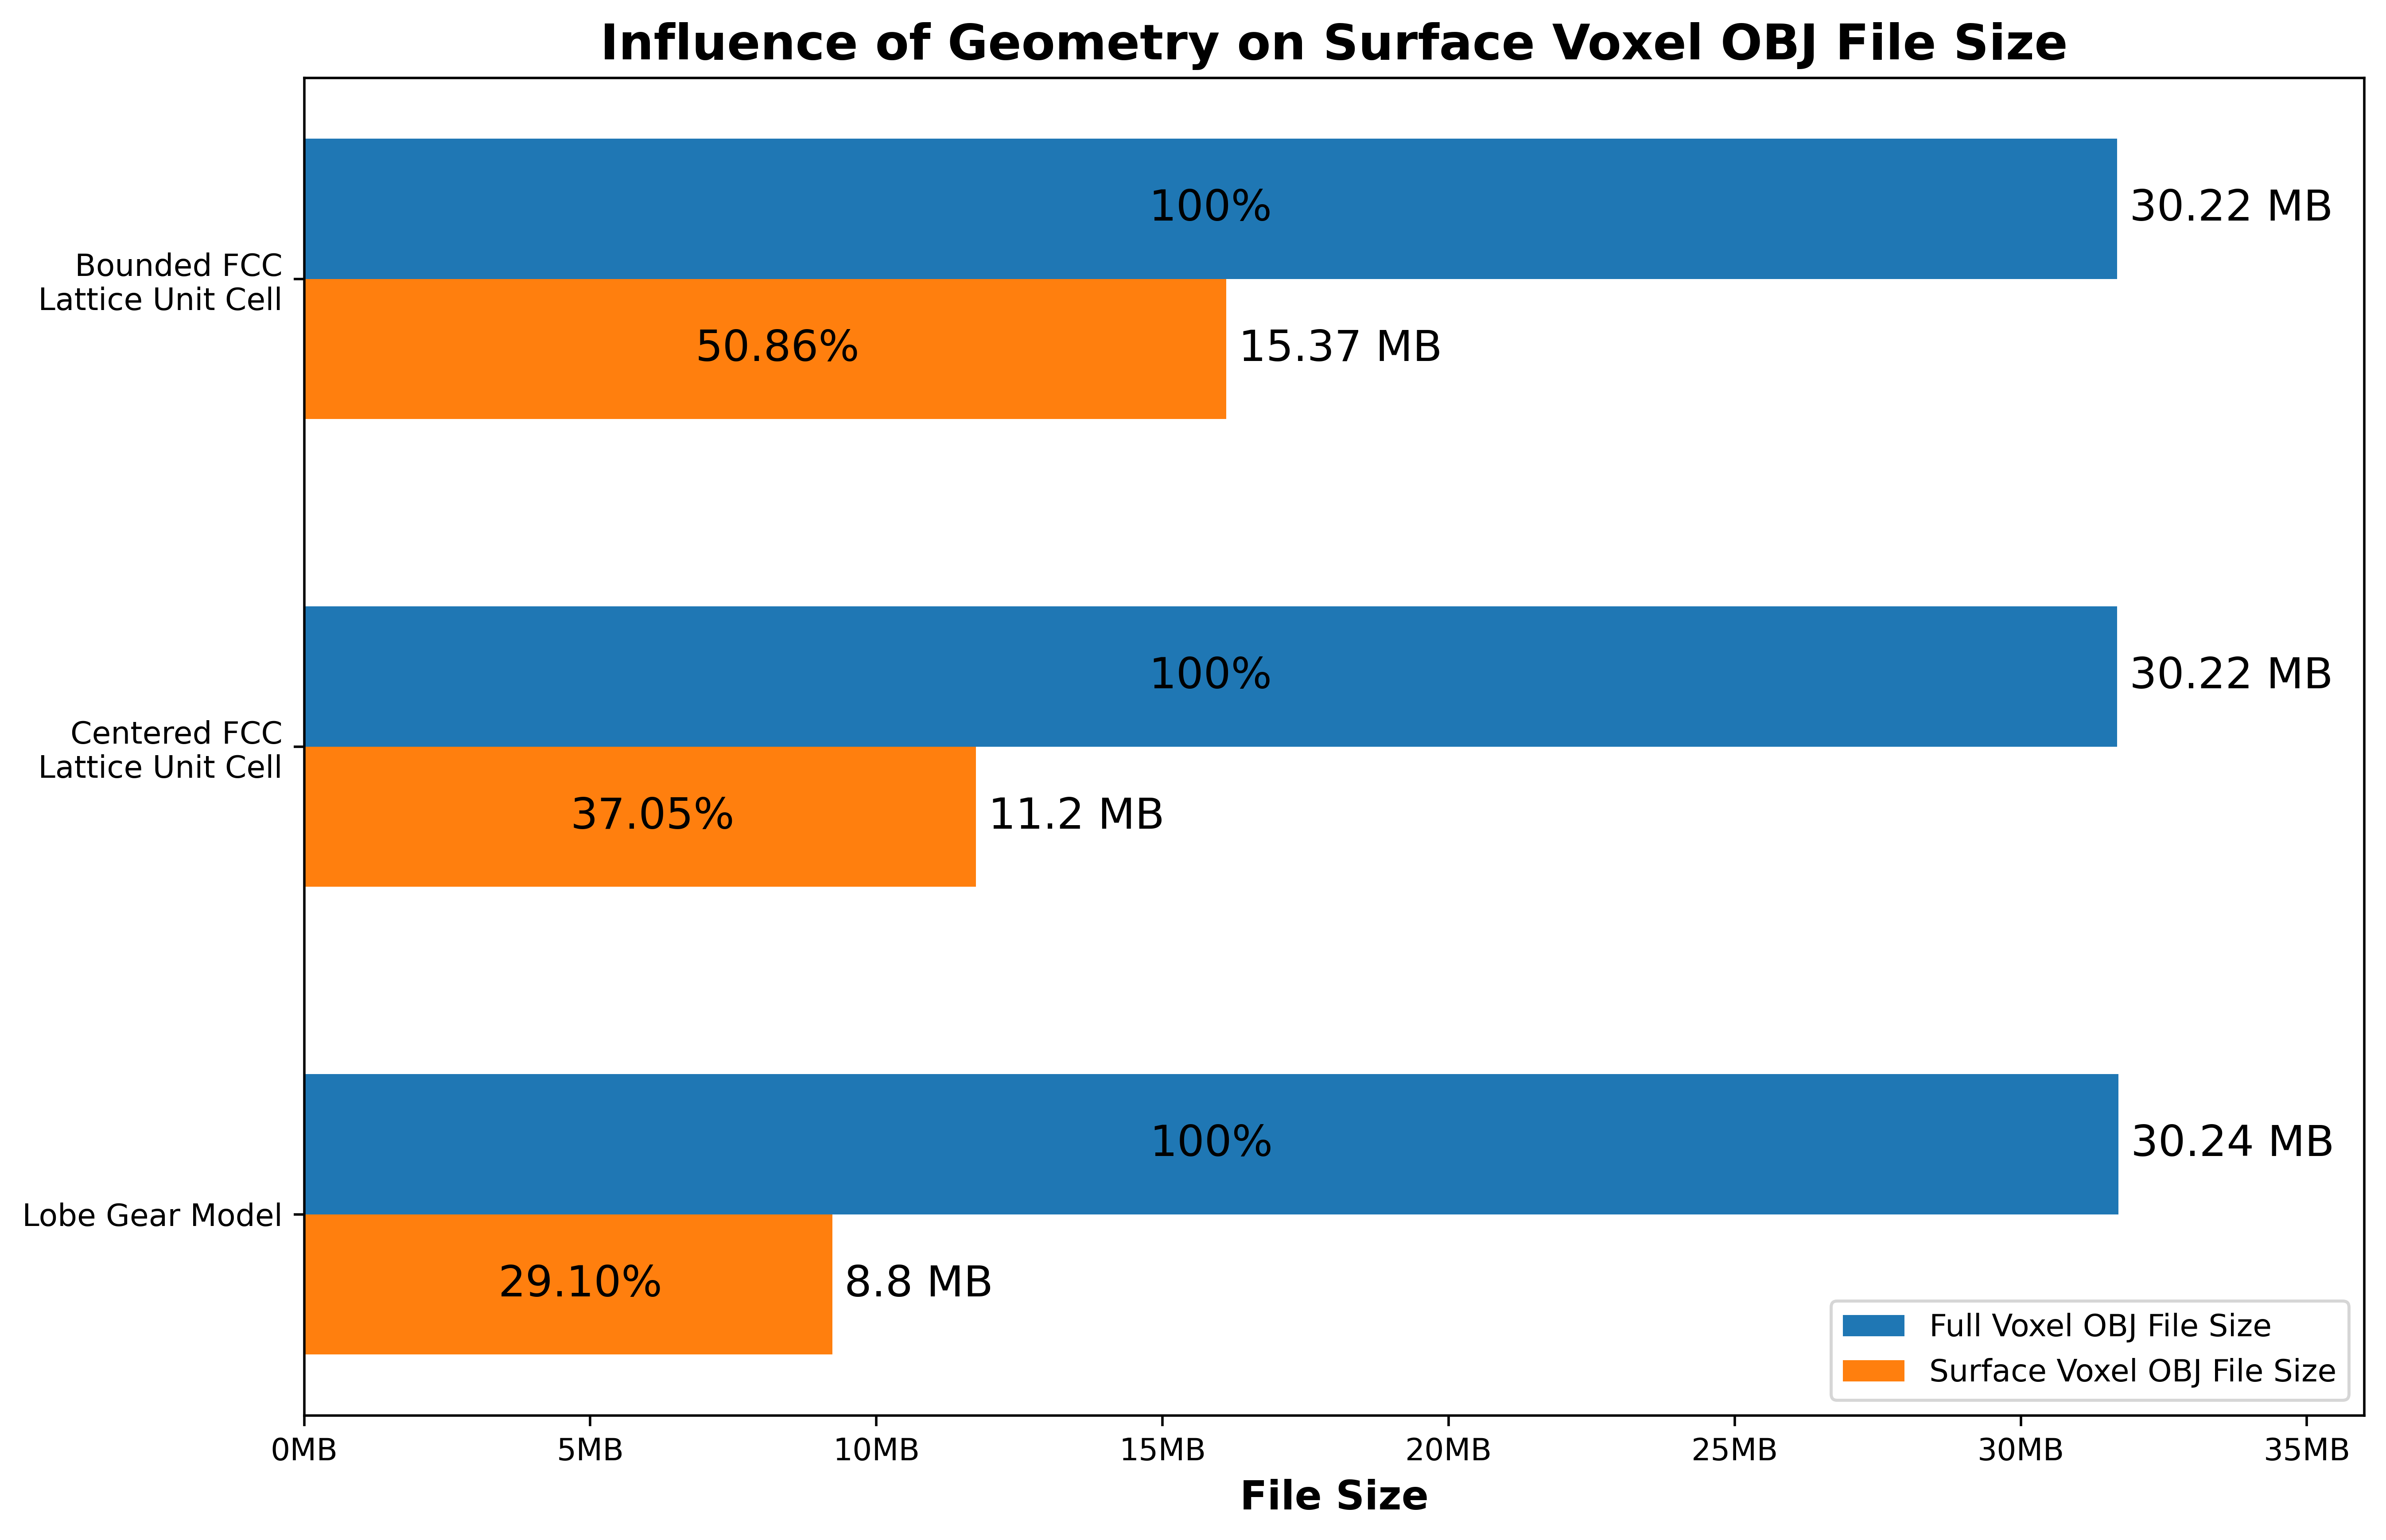 Influence of Geometry on Surface Voxel OBJ File Size
100%
30.22 MB
Bounded FCC
Lattice Unit Cell
50.86%
15.37 MB
100%
30.22 MB
Centered FCC
Lattice Unit Cell
37.05%
11.2 MB
100%
30.24 MB
Lobe Gear Model
29.10%
8.8 MB
Full Voxel OBJ File Size
Surface Voxel OBJ File Size
0MB
5MB
10MB
15MB
20MB
25MB
30MB
35MB
File Size